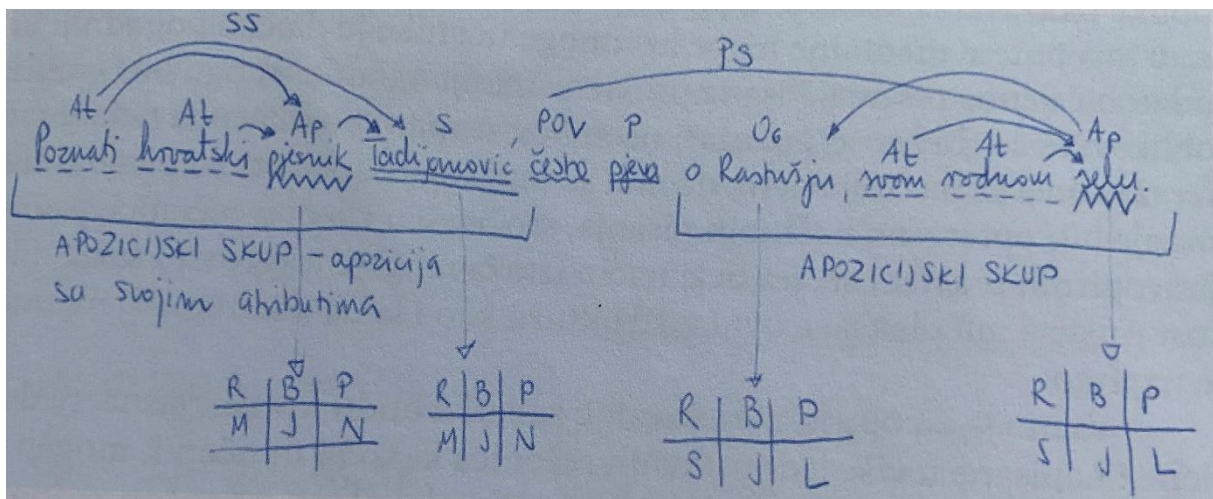 SS
PS
At At Ap S POV P O6 At At Ap
Poznati hrvatski pjesnik Tadijanović, često pjeva o Rastušju, svom rodnom selu.
APOZICIJSKI SKUP – apozicija
sa svojim atributima
APOZICIJSKI SKUP
R B P
M J N
R B P
M J N
R B P
S J L
R B P
S J L